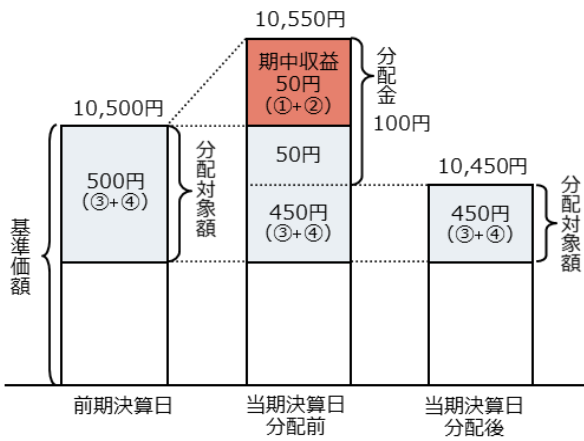 10,550円
期中収益
50円
(①+②)
分配金
100円
10,500円
500円
(③+④)
分配対象額
50円
450円
(③+④)
10,450円
450円
(③+④)
分配対象額
基準価額
前期決算日
当期決算日
分配前
当期決算日
分配後